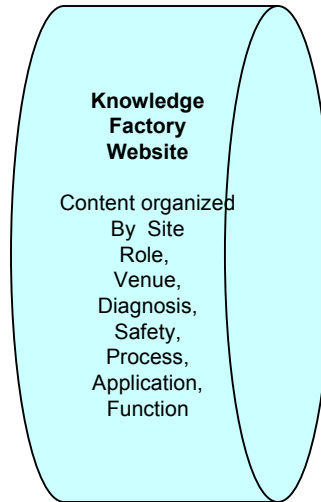 Knowledge
Factory
Website
Content organized
By Site
Role,
Venue,
Diagnosis,
Safety,
Process,
Application,
Function